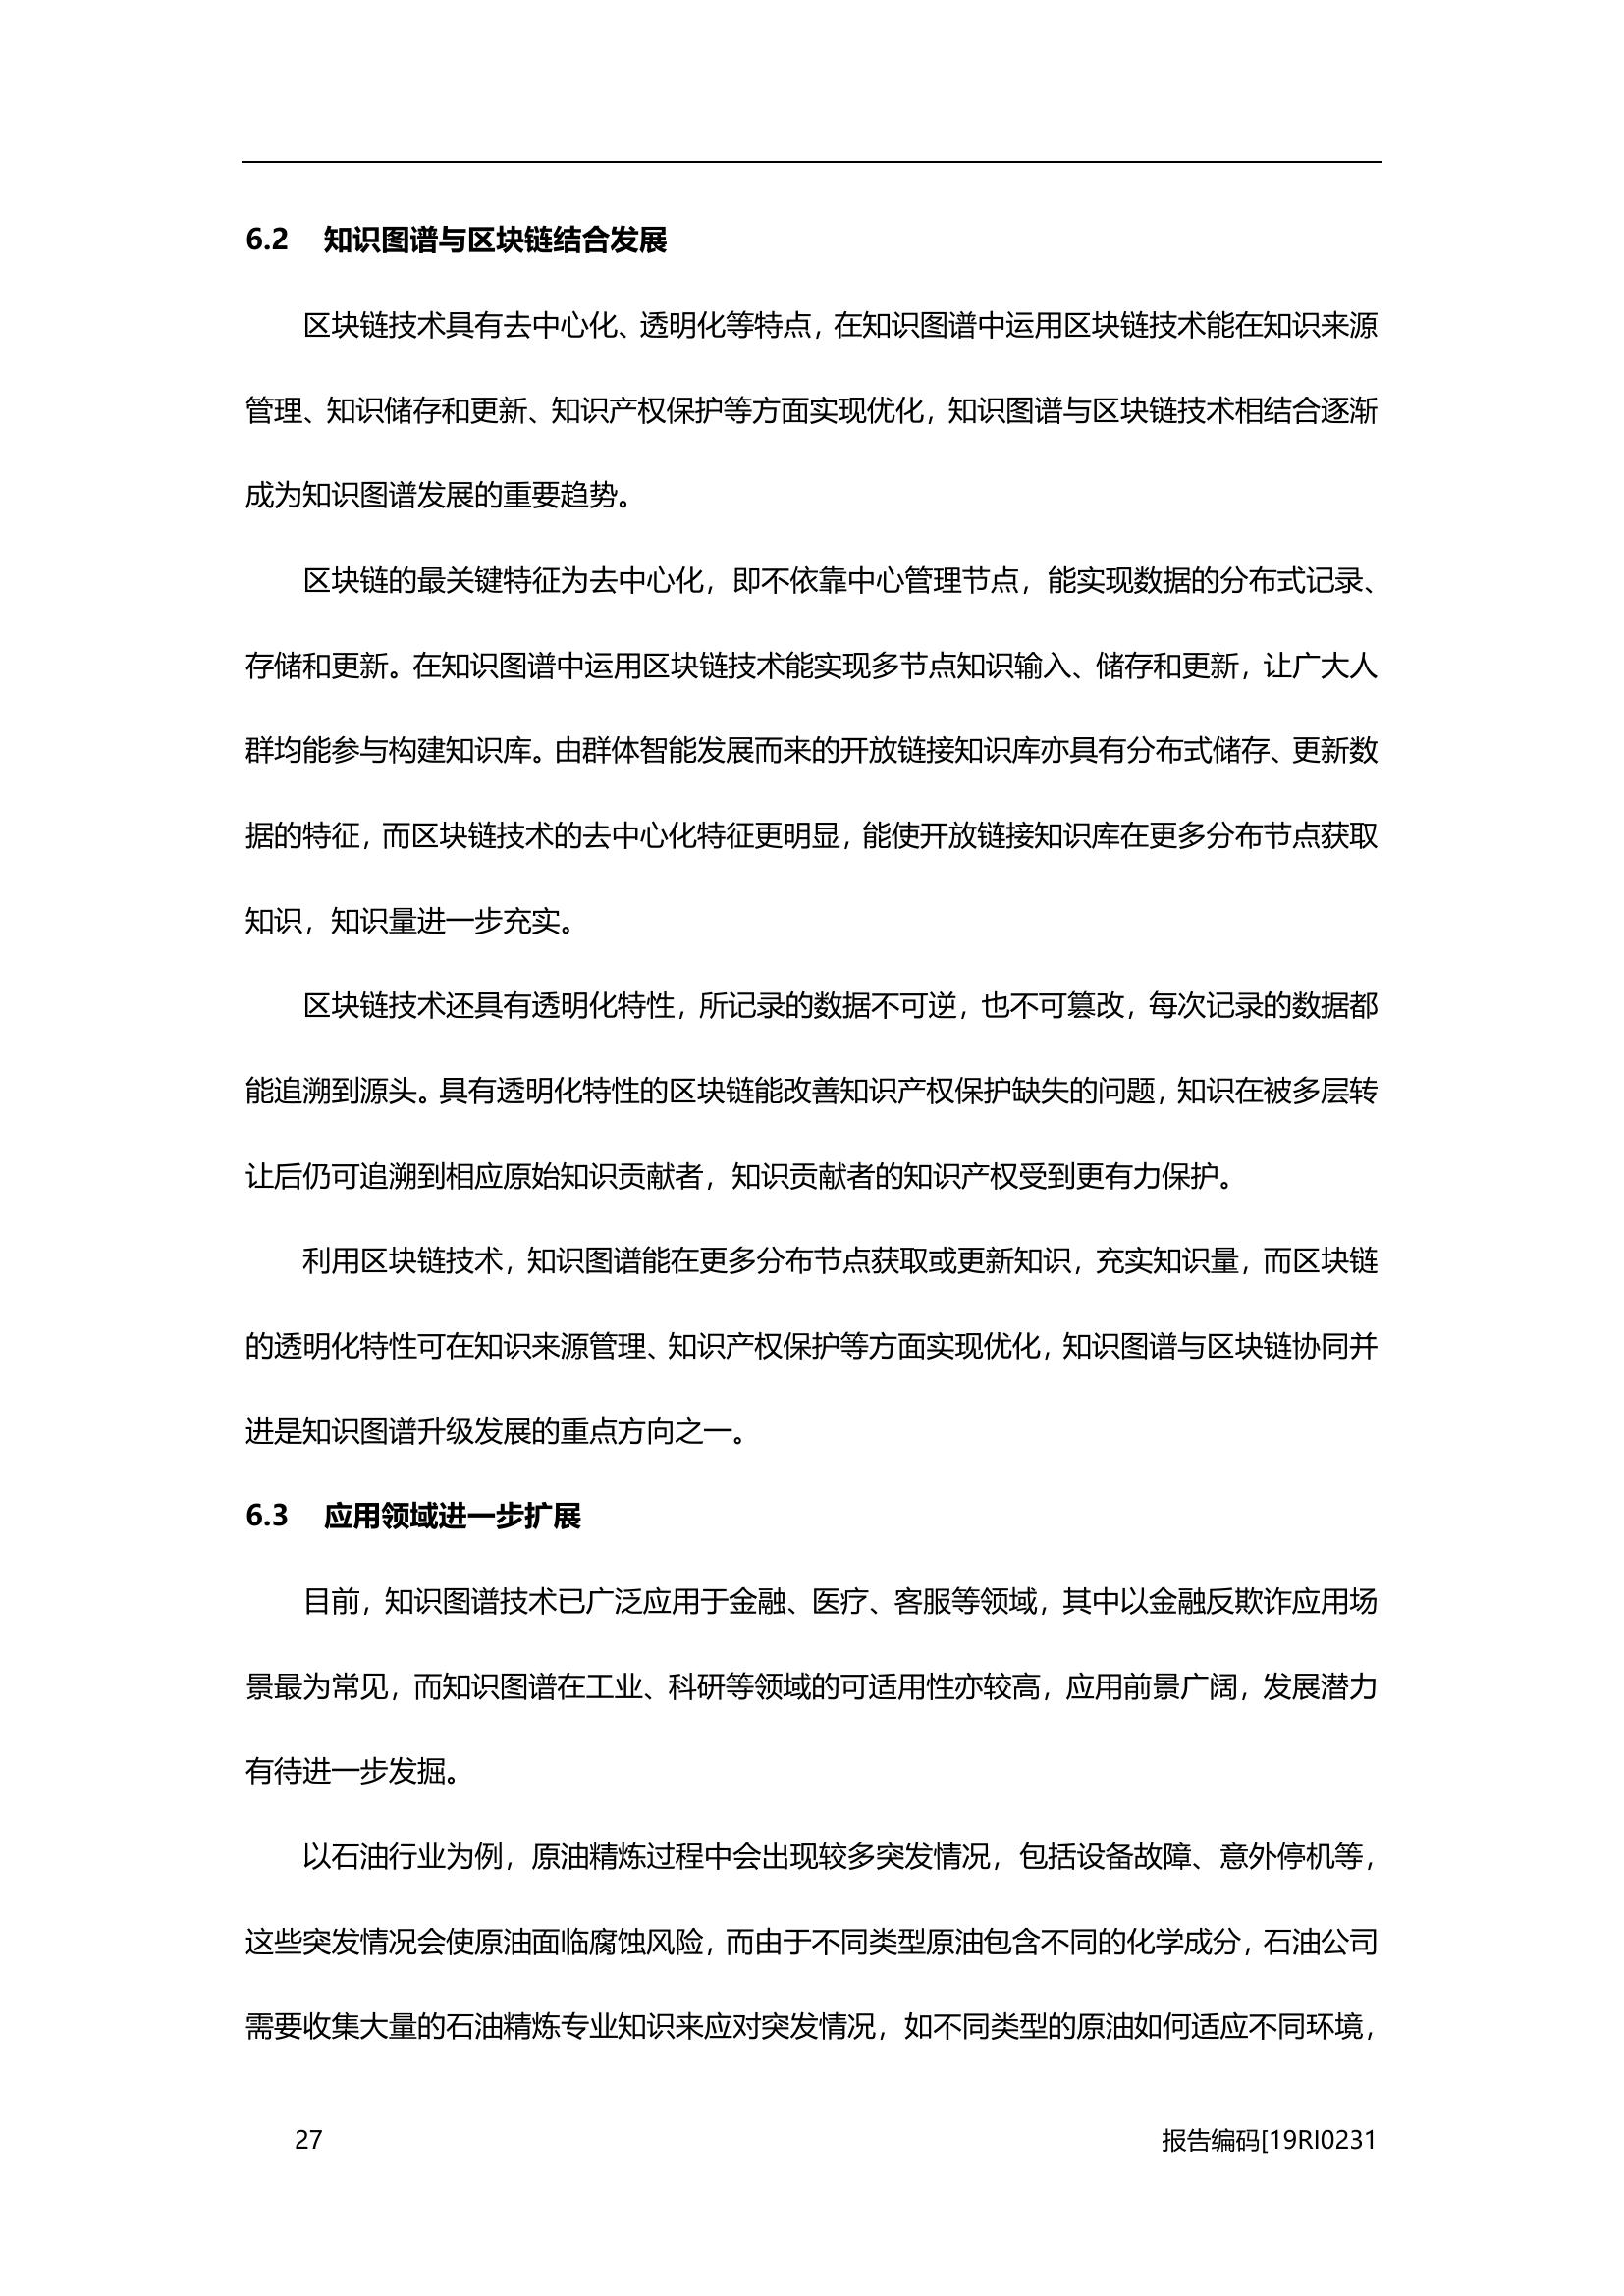 6.2 知识图谱与区块链结合发展
区块链技术具有去中心化、透明化等特点，在知识图谱中运用区块链技术能在知识来源
管理、知识储存和更新、知识产权保护等方面实现优化，知识图谱与区块链技术相结合逐渐
成为知识图谱发展的重要趋势。
区块链的最关键特征为去中心化，即不依靠中心管理节点，能实现数据的分布式记录、
存储和更新。在知识图谱中运用区块链技术能实现多节点知识输入、储存和更新，让广大人
群均能参与构建知识库。由群体智能发展而来的开放链接知识库亦具有分布式储存、更新数
据的特征，而区块链技术的去中心化特征更明显，能使开放链接知识库在更多分布节点获取
知识，知识量进一步充实。
区块链技术还具有透明化特性，所记录的数据不可逆，也不可篡改，每次记录的数据都
能追溯到源头。具有透明化特性的区块链能改善知识产权保护缺失的问题，知识在被多层转
让后仍可追溯到相应原始知识贡献者，知识贡献者的知识产权受到更有力保护。
利用区块链技术，知识图谱能在更多分布节点获取或更新知识，充实知识量，而区块链
的透明化特性可在知识来源管理、知识产权保护等方面实现优化，知识图谱与区块链协同并
进是知识图谱升级发展的重点方向之一。
6.3 应用领域进一步扩展
目前，知识图谱技术已广泛应用于金融、医疗、客服等领域，其中以金融反欺诈应用场
景最为常见，而知识图谱在工业、科研等领域的可适用性亦较高，应用前景广阔，发展潜力
有待进一步发掘。
以石油行业为例，原油精炼过程中会出现较多突发情况，包括设备故障、意外停机等，
这些突发情况会使原油面临腐蚀风险，而由于不同类型原油包含不同的化学成分，石油公司
需要收集大量的石油精炼专业知识来应对突发情况，如不同类型的原油如何适应不同环境，
27 报告编码[19RI0231